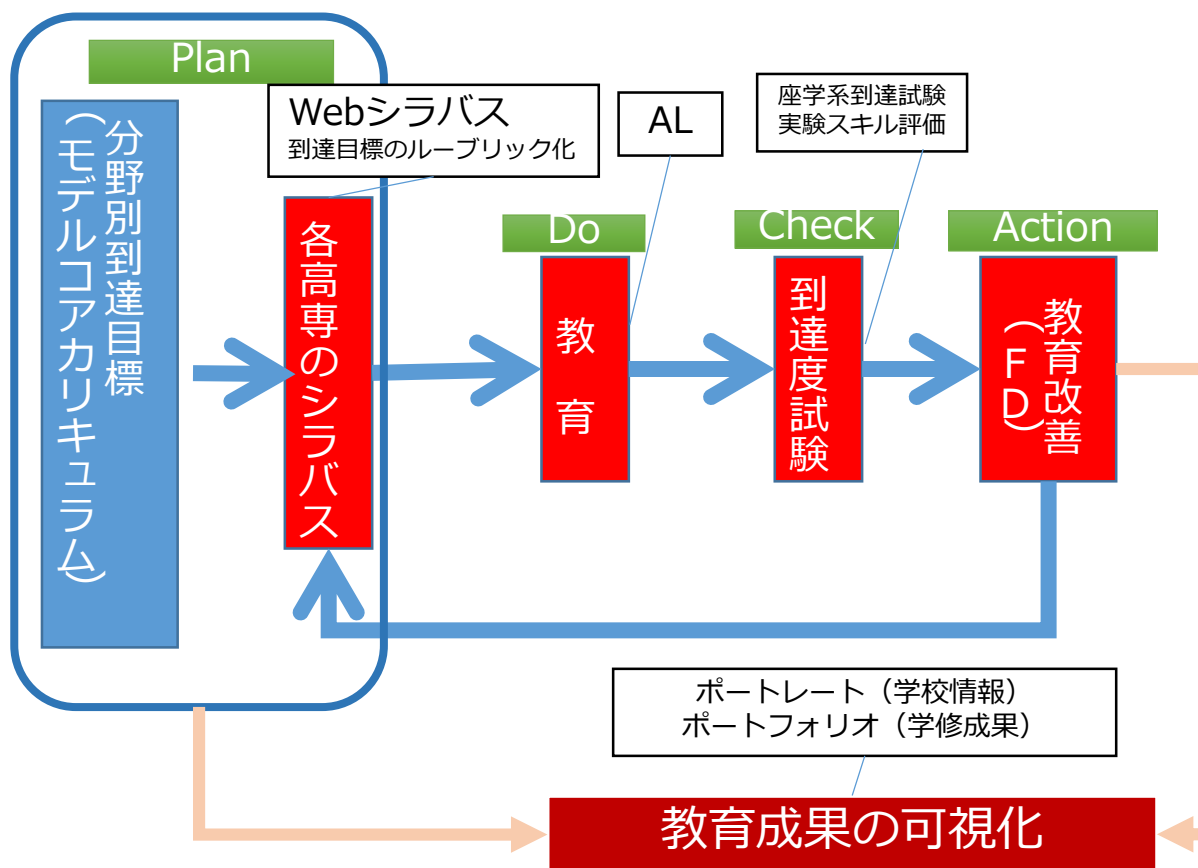 Plan
分野別到達目標
（モデルコアカリキュラム）
Webシラバス
到達目標のルーブリック化
各高専のシラバス
AL
Do
教育
座学系到達試験
実験スキル評価
Check
到達度試験
Action
教育改善
（FD）
ポートレート（学校情報）
ポートフォリオ（学修成果）
教育成果の可視化